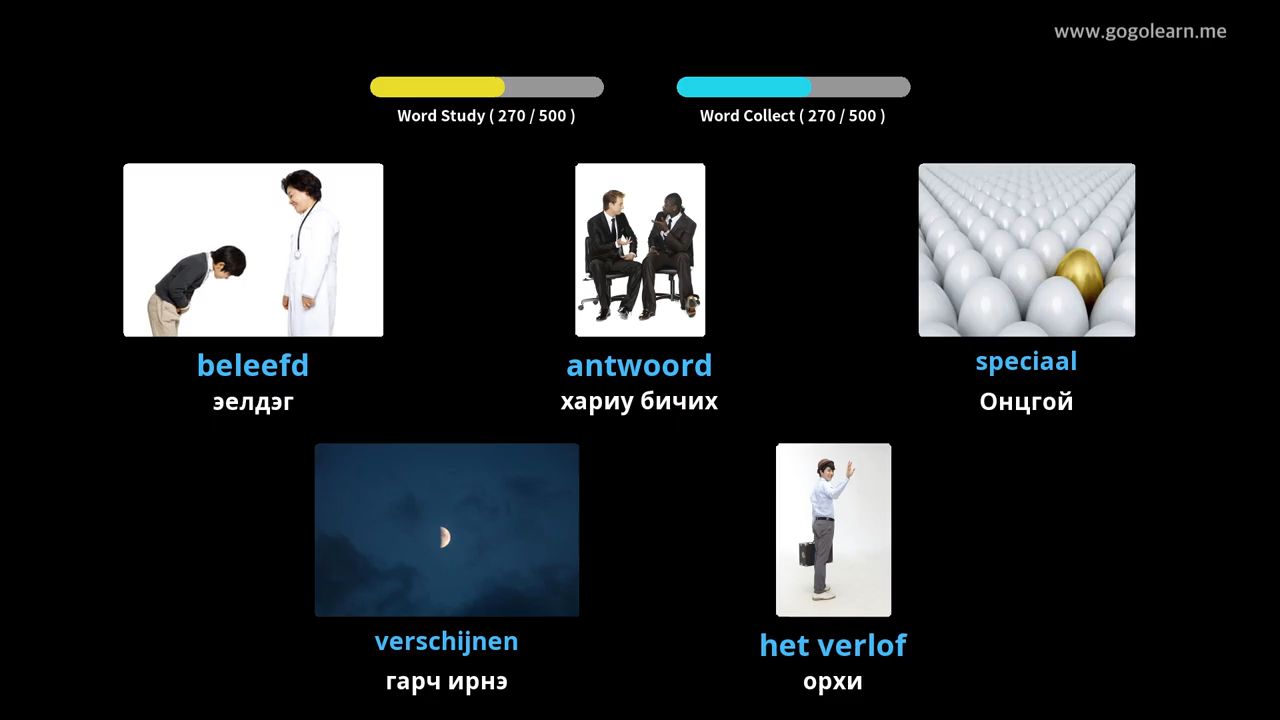 www.gogolearn.me
Word Study ( 270 / 500 )
Word Collect ( 270 / 500 )
beleefd
эелдэг
antwoord
хариу бичих
speciaal
Онцгой
verschijnen
гарч ирнэ
het verlof
орхи